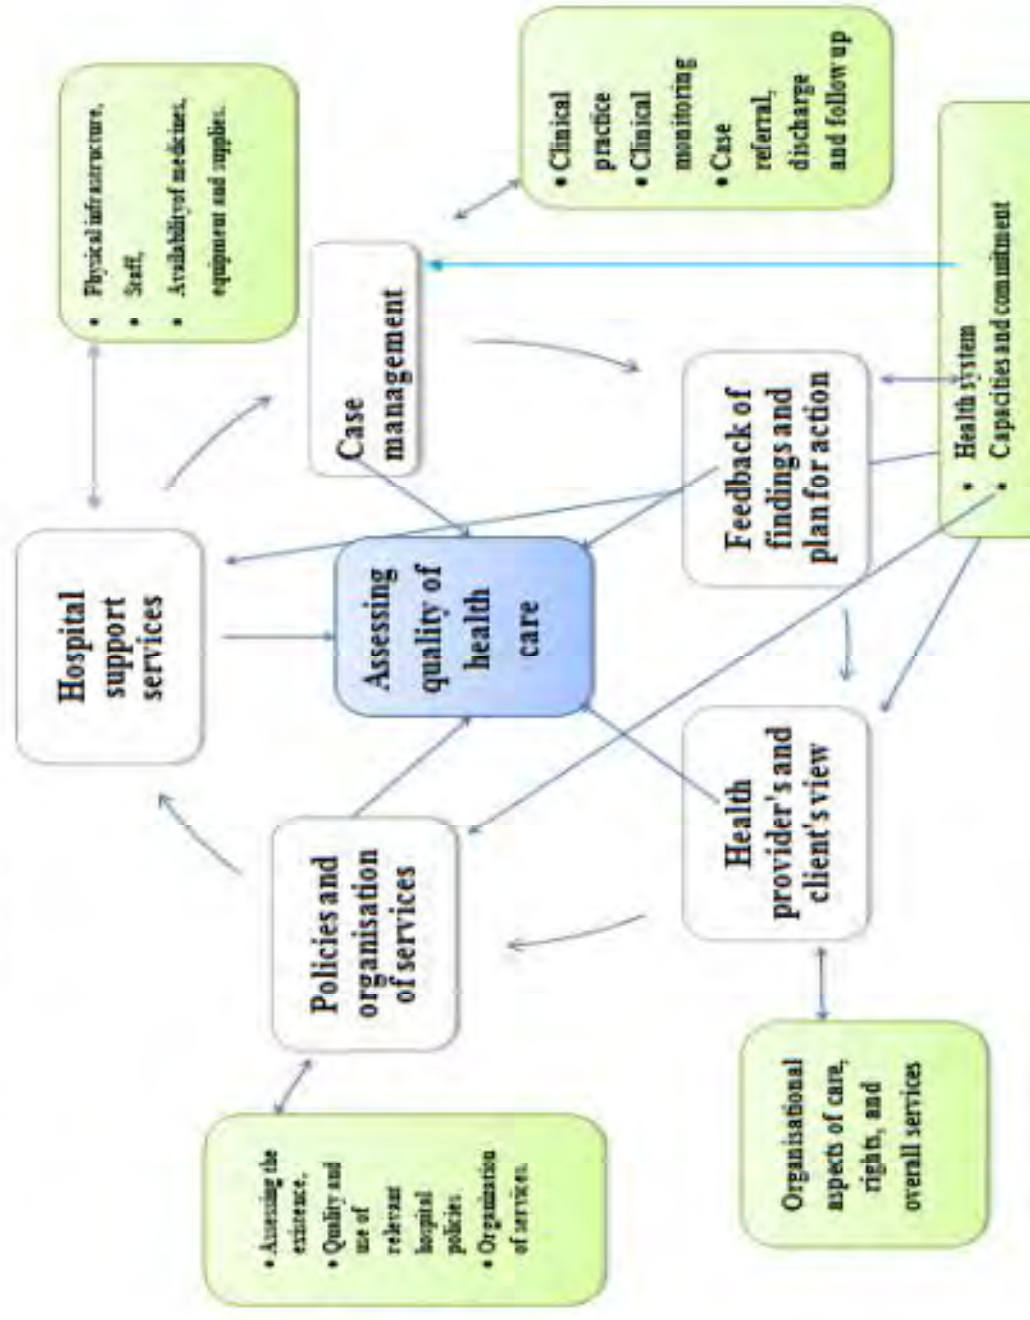 Hospital
support
services
• Physical infrastructure,
• Staff,
• Availability of medicines,
equipment and supplies.
Policies and
organisation
of services
• Assessing the
existence,
• Quality and
use of
relevant
hospital
policies
• Organization
of services.
Assessing
quality of
health
care
Case
management
• Clinical
practice
• Clinical
monitoring
• Case
referral,
discharge
and follow up
Health
provider's and
client's view
Organisational
aspects of care,
rights, and
overall services
Feedback of
findings and
plan for action
• Health system
• Capacities and commitment